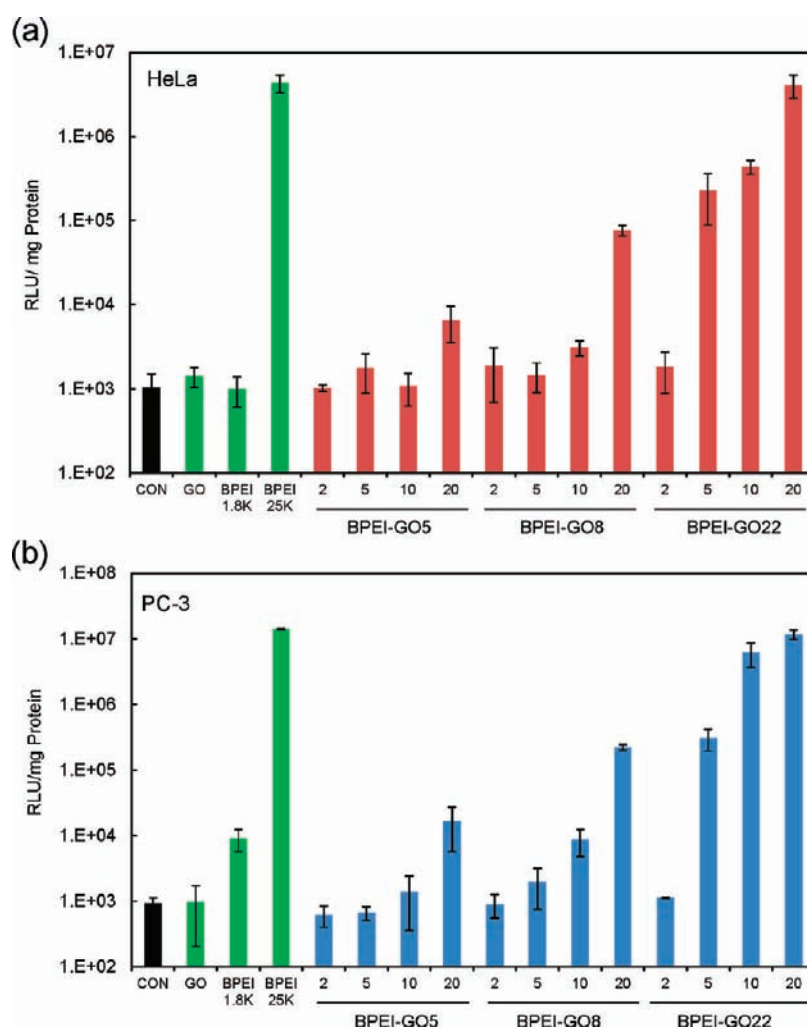 (a)
HeLa
RLU/ mg Protein
1.E+07
1.E+06
1.E+05
1.E+04
1.E+03
1.E+02
CON GO BPEI BPEI 2 5 10 20 2 5 10 20 2 5 10 20
1.8K 25K
BPEI-GO5 BPEI-GO8 BPEI-GO22
(b)
PC-3
RLU/mg Protein
1.E+08
1.E+07
1.E+06
1.E+05
1.E+04
1.E+03
1.E+02
CON GO BPEI BPEI 2 5 10 20 2 5 10 20 2 5 10 20
1.8K 25K
BPEI-GO5 BPEI-GO8 BPEI-GO22